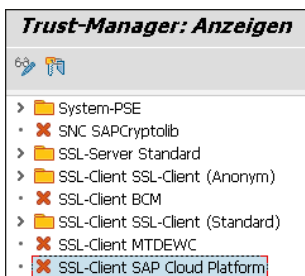 Trust-Manager: Anzeigen
System-PSE
SNC SAPCryptolib
SSL-Server Standard
SSL-Client SSL-Client (Anonym)
SSL-Client BCM
SSL-Client SSL-Client (Standard)
SSL-Client MTDEWC
SSL-Client SAP Cloud Platform